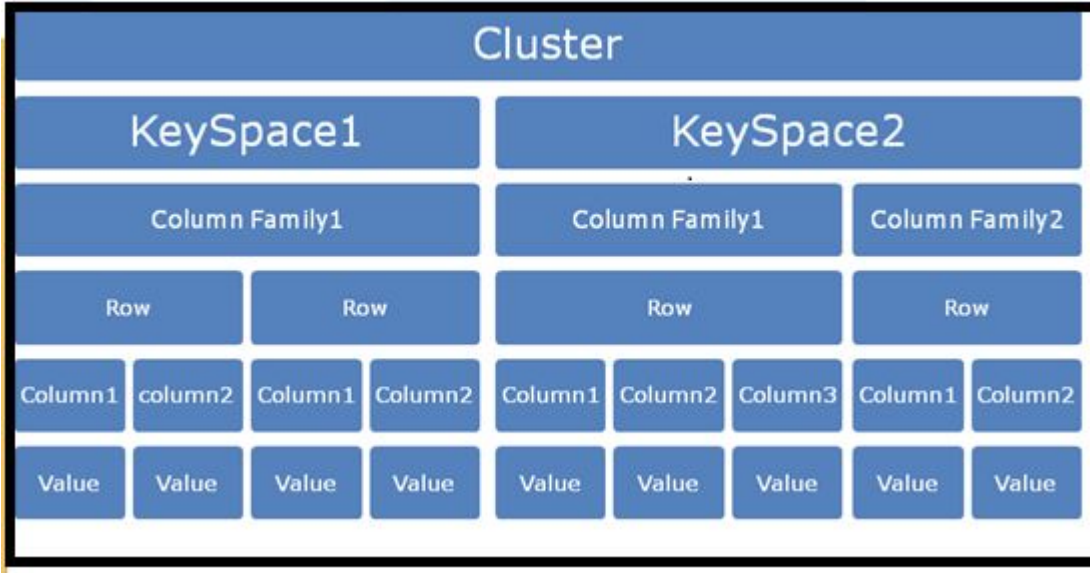 Cluster
KeySpace1 KeySpace2
Column Family1 Column Family1 Column Family2
Row Row Row Row
Column1 column2 Column1 Column2 Column1 Column2 Column3 Column1 Column2
Value Value Value Value Value Value Value Value Value